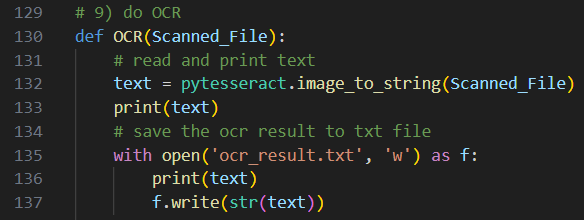 129 # 9) do OCR
130 def OCR(Scanned_File):
131     # read and print text
132     text = pytesseract.image_to_string(Scanned_File)
133     print(text)
134     # save the ocr result to txt file
135     with open('ocr_result.txt', 'w') as f:
136         print(text)
137         f.write(str(text))